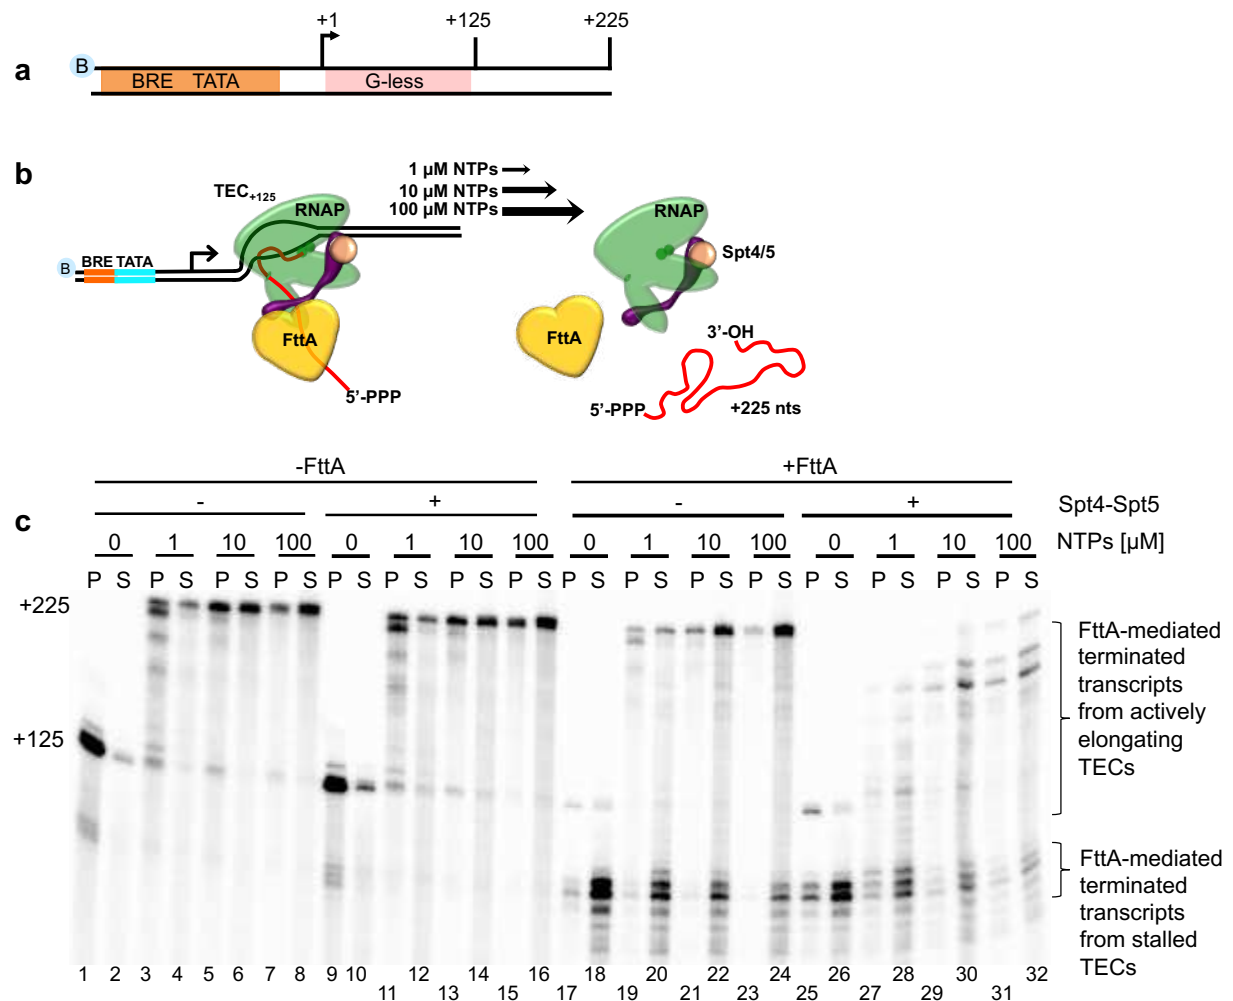 a
+1
+125
+225
B
BRE TATA
G-less
b
1 µM NTPs
10 µM NTPs
100 µM NTPs
TEC+125
RNAP
RNAP
B
BRE TATA
Spt4/5
FttA
FttA
3’-OH
5’-PPP
5’-PPP
+225 nts
-FttA
+FttA
- + - + Spt4-Spt5
c
0 1 10 100 0 1 10 100 0 1 10 100 0 1 10 100 NTPs [µM]
P S P S P S P S P S P S P S P S P S P S P S P S P S P S P S P S
+225
+125
FttA-mediated
terminated
transcripts
from actively
elongating
TECs
FttA-mediated
terminated
transcripts
from stalled
TECs
1 2 3 4 5 6 7 8 9 10 12 14 16 18 20 22 24 26 28 30 32
11 13 15 17 19 21 23 25 27 29 31